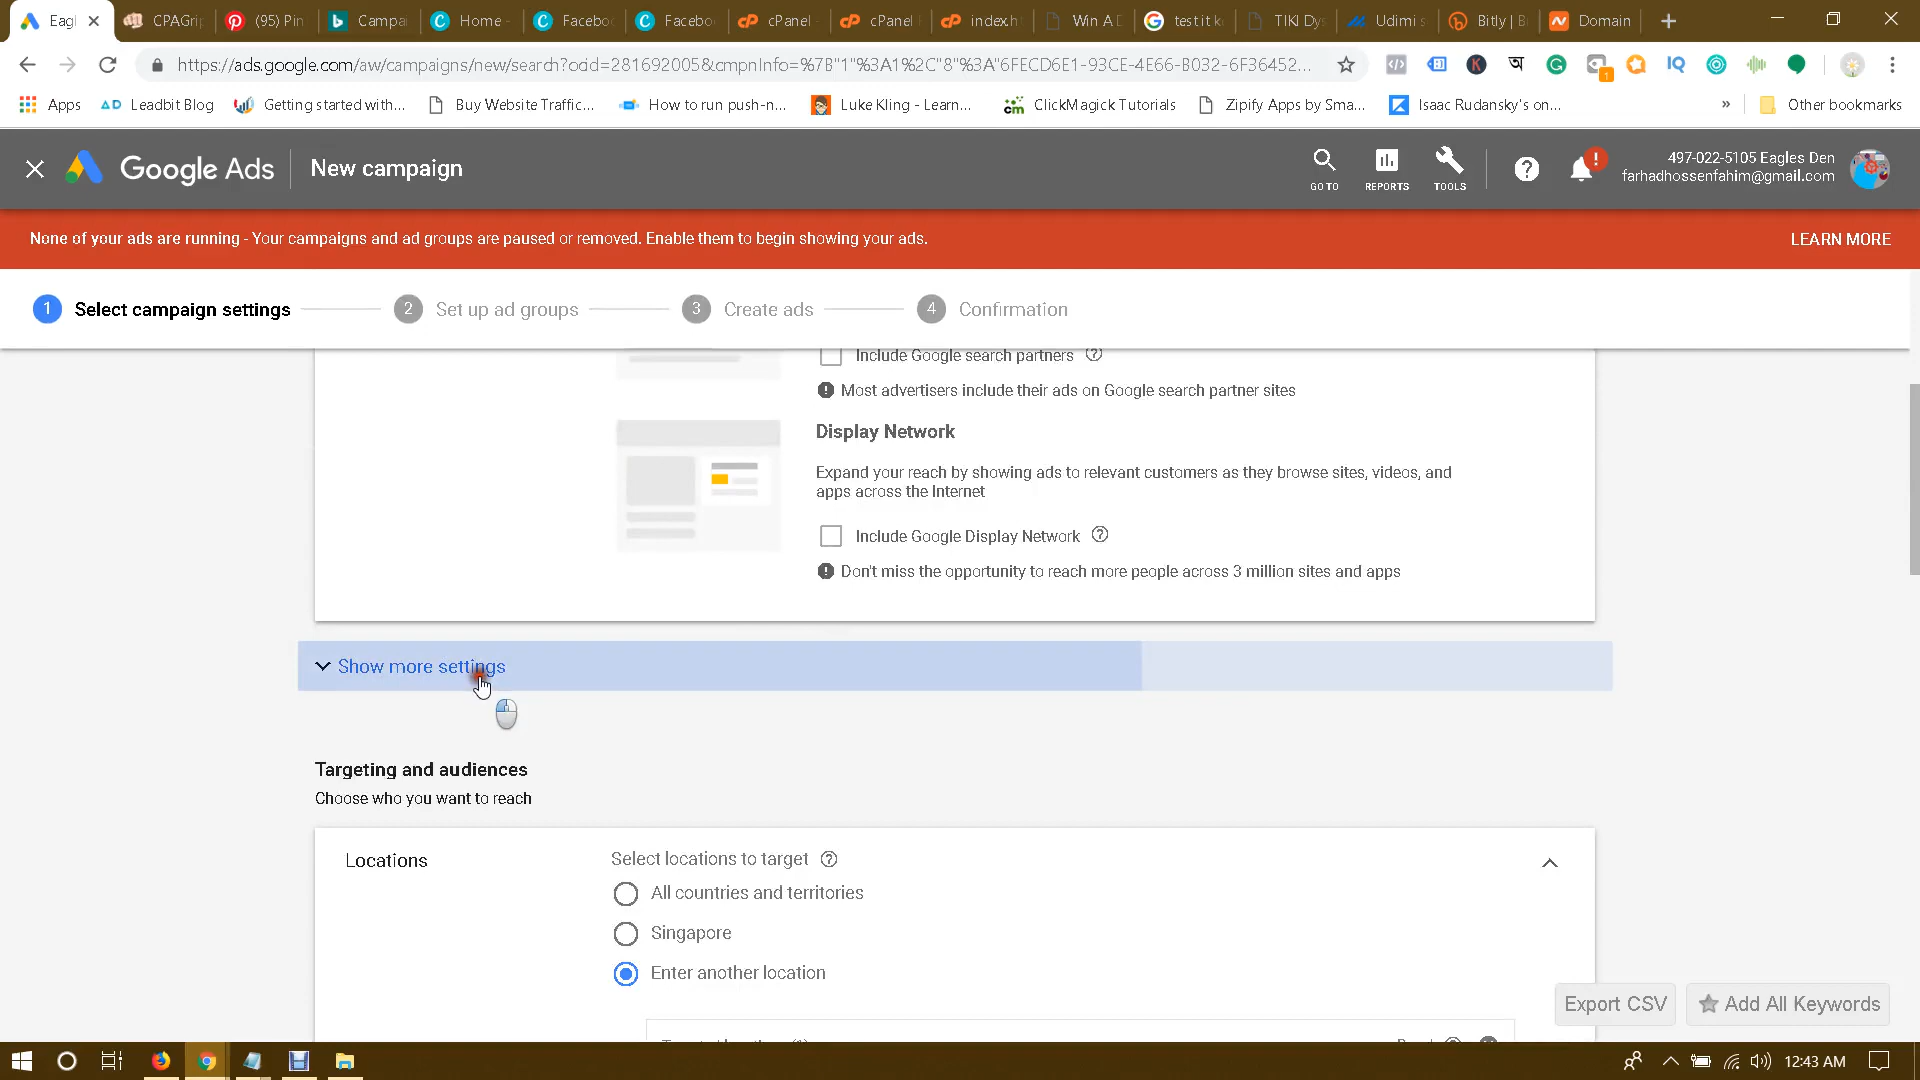 Eagl
CPAGri
(95) Pin
Campai
Home -
Facebo
Facebo
cPanel -
cPanel
index.h
Win A D
test it k
TIKI Dys
Udimi s
Bitly | B
Domain
https://ads.google.com/aw/campaigns/new/search?ocid=281692005&cmpnInfo=%7B"1"%3A1%2C"8"%3A"6FECD6E1-93CE-4E66-B032-6F36452...
Apps
Leadbit Blog
Getting started with...
Buy Website Traffic...
How to run push-n...
Luke Kling - Learn...
ClickMagick Tutorials
Zipify Apps by Sma...
Isaac Rudansky's on...
»
Other bookmarks
Google Ads
New campaign
GO TO
REPORTS
TOOLS
497-022-5105 Eagles Den
farhadhossenfahim@gmail.com
None of your ads are running - Your campaigns and ad groups are paused or removed. Enable them to begin showing your ads.
LEARN MORE
1 Select campaign settings
2 Set up ad groups
3 Create ads
4 Confirmation
Include Google search partners
Most advertisers include their ads on Google search partner sites
Display Network
Expand your reach by showing ads to relevant customers as they browse sites, videos, and
apps across the Internet
Include Google Display Network
Don't miss the opportunity to reach more people across 3 million sites and apps
Show more settings
Targeting and audiences
Choose who you want to reach
Locations
Select locations to target
All countries and territories
Singapore
Enter another location
Export CSV
Add All Keywords
12:43 AM